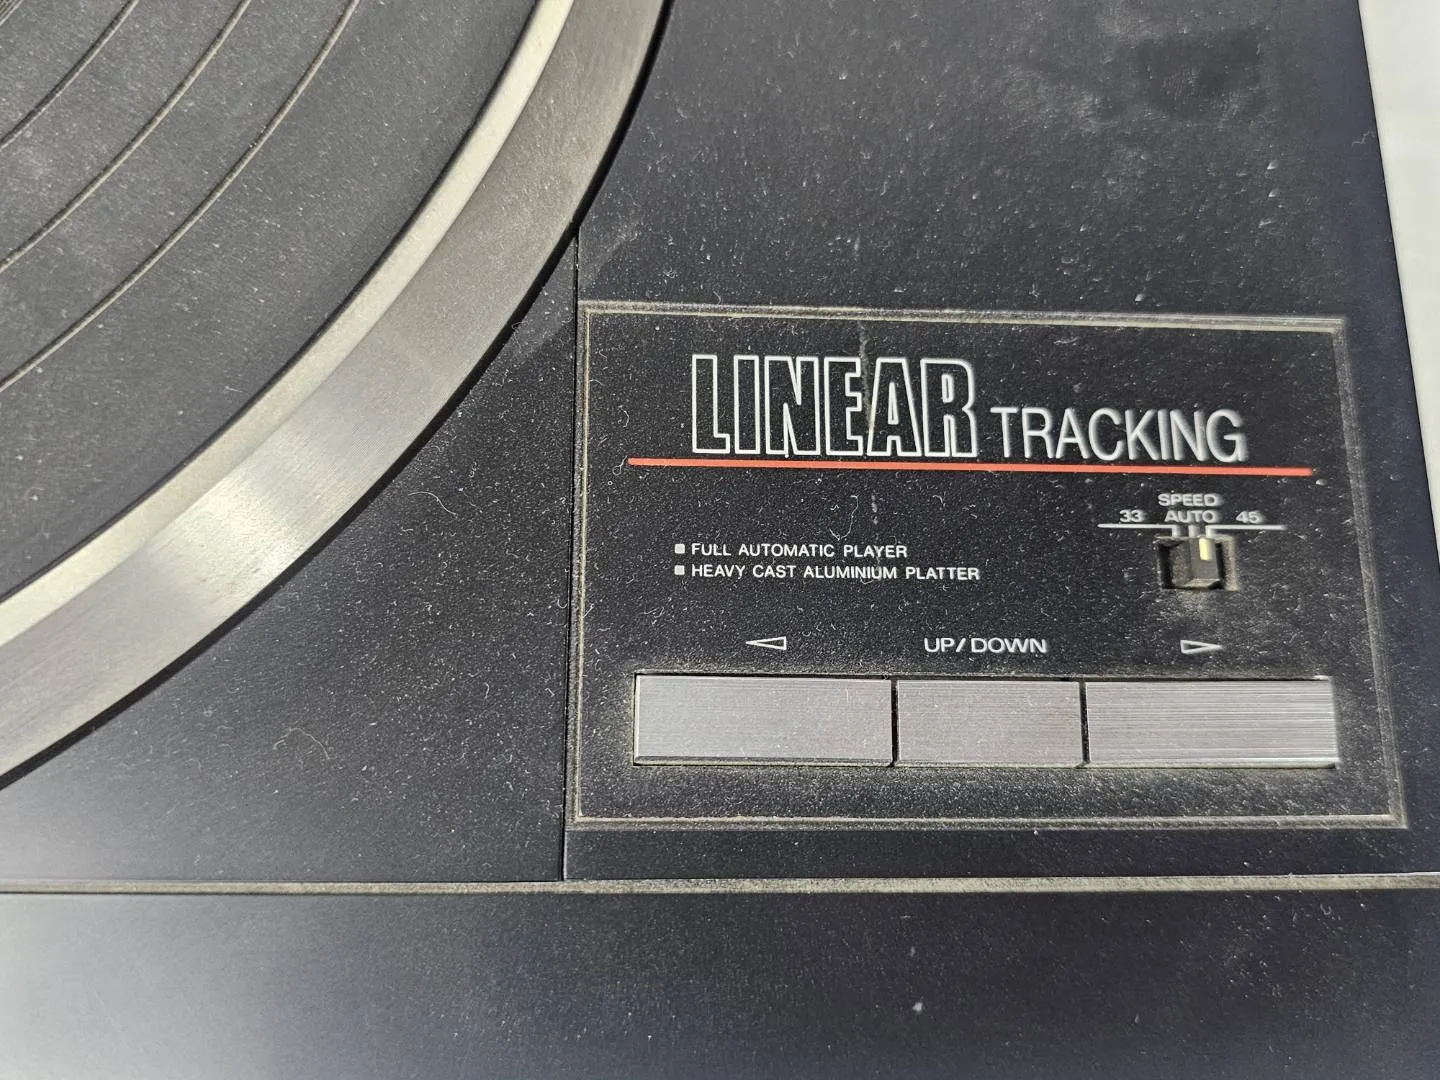 LINEAR TRACKING
SPEED
33 AUTO 45
FULL AUTOMATIC PLAYER
HEAVY CAST ALUMINIUM PLATTER
UP/DOWN